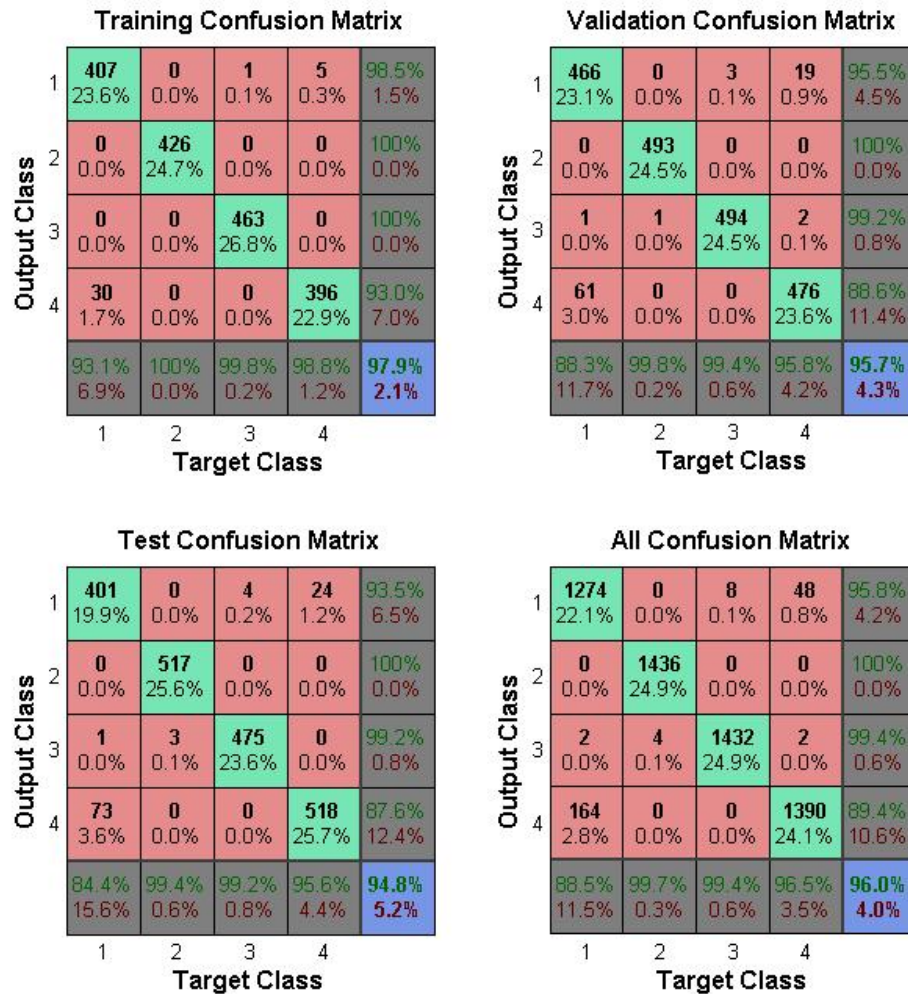 Training Confusion Matrix
Output Class
1
407 0 1 5 98.5%
23.6% 0.0% 0.1% 0.3% 1.5%
2
0 426 0 0 100%
0.0% 24.7% 0.0% 0.0% 0.0%
3
0 0 463 0 100%
0.0% 0.0% 26.8% 0.0% 0.0%
4
30 0 0 396 93.0%
1.7% 0.0% 0.0% 22.9% 7.0%
93.1% 100% 99.8% 98.8% 97.9%
6.9% 0.0% 0.2% 1.2% 2.1%
1 2 3 4
Target Class
Validation Confusion Matrix
Output Class
1
466 0 3 19 95.5%
23.1% 0.0% 0.1% 0.9% 4.5%
2
0 493 0 0 100%
0.0% 24.5% 0.0% 0.0% 0.0%
3
1 1 494 2 99.2%
0.0% 0.0% 24.5% 0.1% 0.8%
4
61 0 0 476 88.6%
3.0% 0.0% 0.0% 23.6% 11.4%
88.3% 99.8% 99.4% 95.8% 95.7%
11.7% 0.2% 0.6% 4.2% 4.3%
1 2 3 4
Target Class
Test Confusion Matrix
Output Class
1
401 0 4 24 93.5%
19.9% 0.0% 0.2% 1.2% 6.5%
2
0 517 0 0 100%
0.0% 25.6% 0.0% 0.0% 0.0%
3
1 3 475 0 99.2%
0.0% 0.1% 23.6% 0.0% 0.8%
4
73 0 0 518 87.6%
3.6% 0.0% 0.0% 25.7% 12.4%
84.4% 99.4% 99.2% 95.6% 94.8%
15.6% 0.6% 0.8% 4.4% 5.2%
1 2 3 4
Target Class
All Confusion Matrix
Output Class
1
1274 0 8 48 95.8%
22.1% 0.0% 0.1% 0.8% 4.2%
2
0 1436 0 0 100%
0.0% 24.9% 0.0% 0.0% 0.0%
3
2 4 1432 2 99.4%
0.0% 0.1% 24.9% 0.0% 0.6%
4
164 0 0 1390 89.4%
2.8% 0.0% 0.0% 24.1% 10.6%
88.5% 99.7% 99.4% 96.5% 96.0%
11.5% 0.3% 0.6% 3.5% 4.0%
1 2 3 4
Target Class